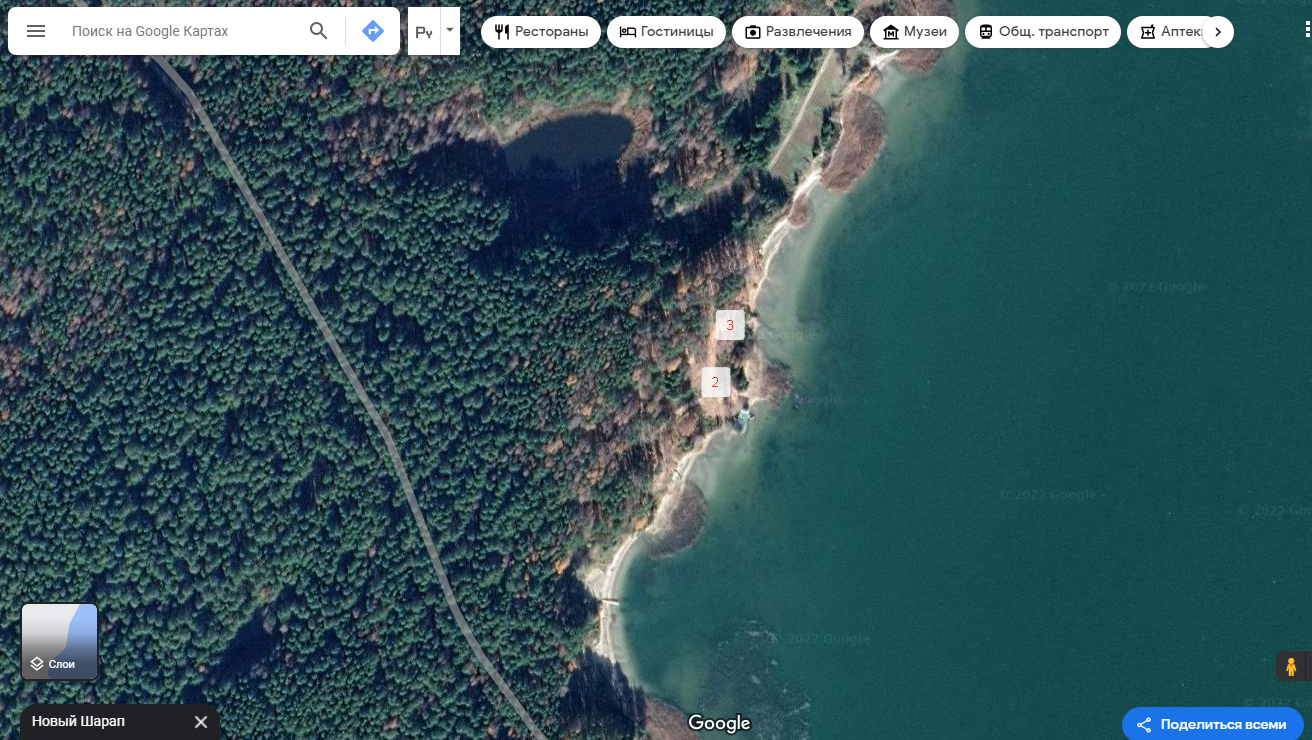 Поиск на Google Картах
Рестораны
Гостиницы
Развлечения
Музеи
Общ. транспорт
Аптек
© 2022 Google
3
2
© 2022 Google
© 2022 Google
Слои
Новый Шарап
Google
Поделиться всеми